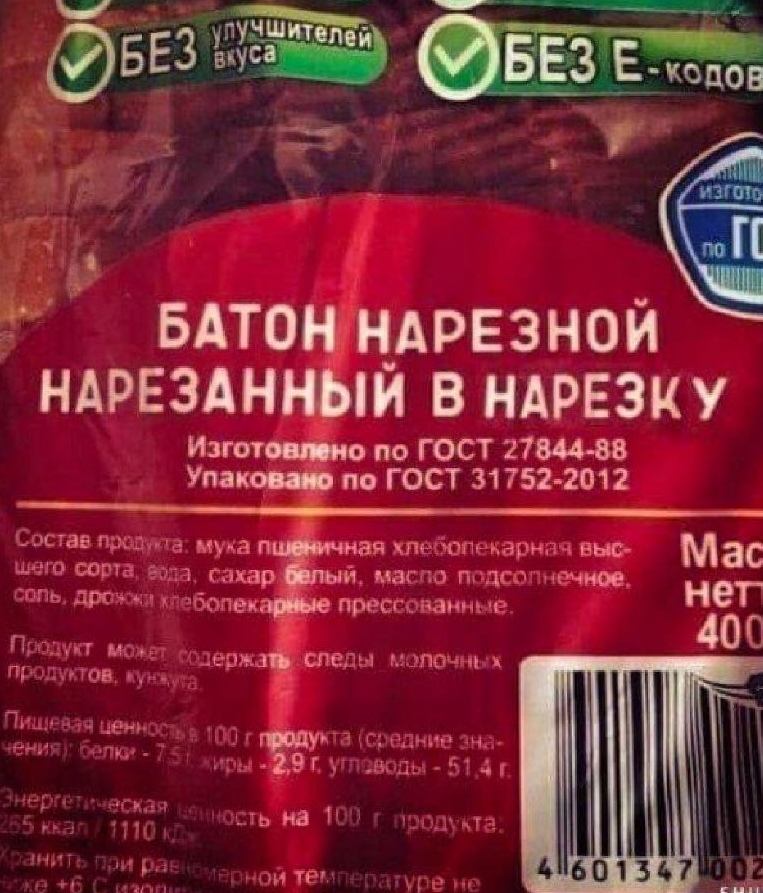 БЕЗ улучшителей
вкуса
БЕЗ Е-кодов
ИЗГОТО
ПО ГО
БАТОН НАРЕЗНОЙ
НАРЕЗАННЫЙ В НАРЕЗКУ
Изготовлено по ГОСТ 27844-88
Упаковано по ГОСТ 31752-2012
Состав продукта: мука пшеничная хлебопекарная выс-
шего сорта, вода, сахар белый, масло подсолнечное,
соль, дрожжи хлебопекарные прессованные.
Мас
нетт
400
Продукт может содержать следы молочных
продуктов, кунжута.
Пищевая ценность в 100 г продукта (средние зна-
чения): белки - 7,5 г, жиры - 2,9 г, углеводы - 51,4 г.
Энергетическая ценность на 100 г продукта:
265 ккал / 1110 кДж
Хранить при равномерной температуре не
ниже +6 С
4 601347 002